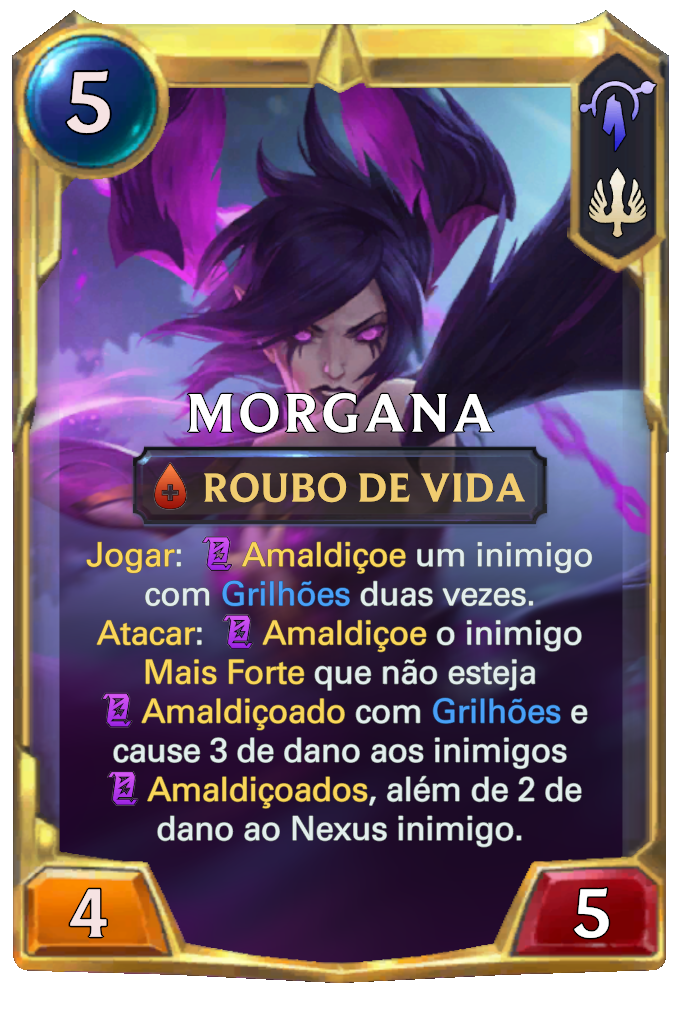 5
MORGANA
ROUBO DE VIDA
Jogar: Amaldiçoe um inimigo
com Grilhões duas vezes.
Atacar: Amaldiçoe o inimigo
Mais Forte que não esteja
Amaldiçoado com Grilhões e
cause 3 de dano aos inimigos
Amaldiçoados, além de 2 de
dano ao Nexus inimigo.
4
5